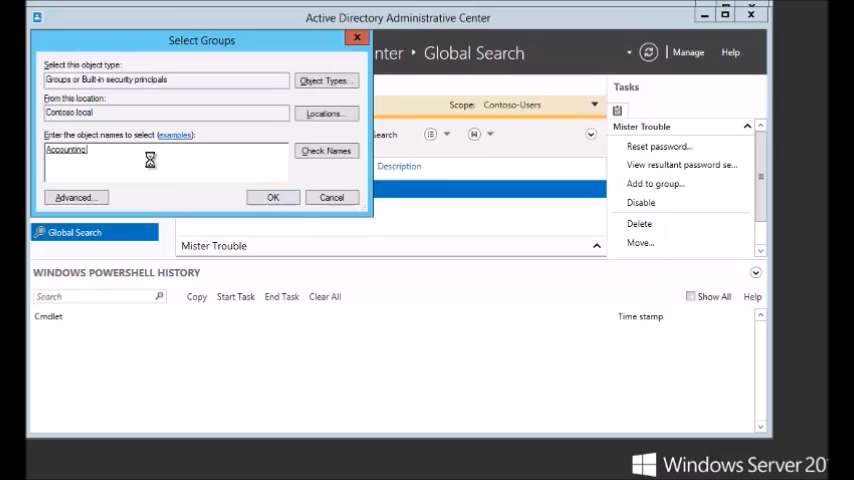 Active Directory Administrative Center
Select Groups
nter • Global Search
Manage
Help
Select this object type:
Groups or Built-in security principals
Object Types...
From this location:
Contoso.local
Locations...
Enter the object names to select (examples):
Accounting
Check Names
Advanced...
OK
Cancel
Scope: Contoso-Users
earch
Description
Tasks
Mister Trouble
Reset password...
View resultant password se...
Add to group...
Disable
Delete
Move...
Global Search
Mister Trouble
WINDOWS POWERSHELL HISTORY
Search
Copy
Start Task
End Task
Clear All
Show All
Help
Cmdlet
Time stamp
Windows Server 201